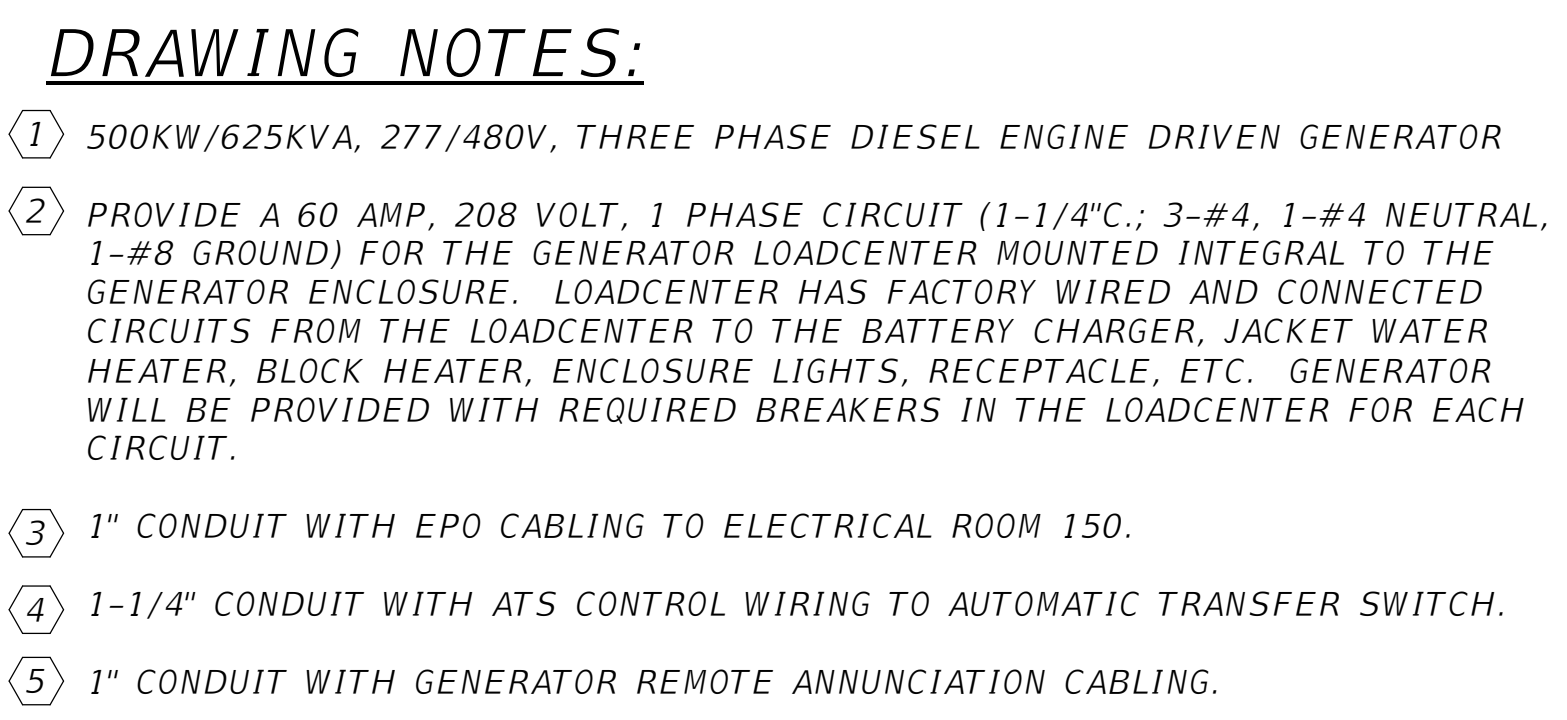 DRAWING NOTES:
1 500KW/625KVA, 277/480V, THREE PHASE DIESEL ENGINE DRIVEN GENERATOR
2 PROVIDE A 60 AMP, 208 VOLT, 1 PHASE CIRCUIT (1-1/4"C.; 3-#4, 1-#4 NEUTRAL,
1-#8 GROUND) FOR THE GENERATOR LOADCENTER MOUNTED INTEGRAL TO THE
GENERATOR ENCLOSURE. LOADCENTER HAS FACTORY WIRED AND CONNECTED
CIRCUITS FROM THE LOADCENTER TO THE BATTERY CHARGER, JACKET WATER
HEATER, BLOCK HEATER, ENCLOSURE LIGHTS, RECEPTACLE, ETC. GENERATOR
WILL BE PROVIDED WITH REQUIRED BREAKERS IN THE LOADCENTER FOR EACH
CIRCUIT.
3 1" CONDUIT WITH EPO CABLING TO ELECTRICAL ROOM 150.
4 1-1/4" CONDUIT WITH ATS CONTROL WIRING TO AUTOMATIC TRANSFER SWITCH.
5 1" CONDUIT WITH GENERATOR REMOTE ANNUNCIATION CABLING.